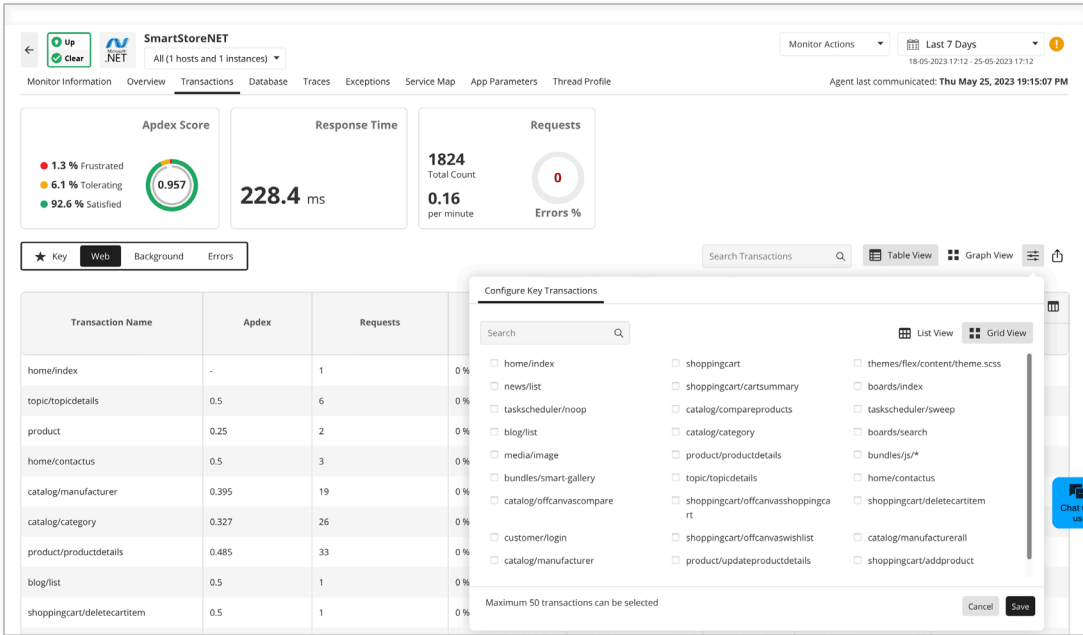 Up
Clear
Microsoft
.NET
SmartStoreNET
All (1 hosts and 1 instances)
Monitor Actions
Last 7 Days
18-05-2023 17:12 - 25-05-2023 17:12
Monitor Information Overview Transactions Database Traces Exceptions Service Map App Parameters Thread Profile
Agent last communicated: Thu May 25, 2023 19:15:07 PM
Apdex Score
1.3 % Frustrated
6.1 % Tolerating
92.6 % Satisfied
0.957
Response Time
228.4 ms
Requests
1824
Total Count
0.16
per minute
0
Errors %
Key Web Background Errors
Search Transactions
Table View Graph View
Transaction Name Apdex Requests
home/index - 1 0 %
topic/topicdetails 0.5 6 0 %
product 0.25 2 0 %
home/contactus 0.5 3 0 %
catalog/manufacturer 0.395 19 0 %
catalog/category 0.327 26 0 %
product/productdetails 0.485 33 0 %
blog/list 0.5 1 0 %
shoppingcart/deletecartitem 0.5 1 0 %
Configure Key Transactions
Search
List View Grid View
home/index shoppingcart themes/flex/content/theme.scss
news/list shoppingcart/cartsummary boards/index
taskscheduler/noop catalog/compareproducts taskscheduler/sweep
blog/list catalog/category boards/search
media/image product/productdetails bundles/js/*
bundles/smart-gallery topic/topicdetails home/contactus
catalog/offcanvascompare shoppingcart/offcanvasshoppingca shoppingcart/deletecartitem
rt
customer/login shoppingcart/offcanvaswishlist catalog/manufacturerall
catalog/manufacturer product/updateproductdetails shoppingcart/addproduct
Maximum 50 transactions can be selected
Cancel Save
Chat
us